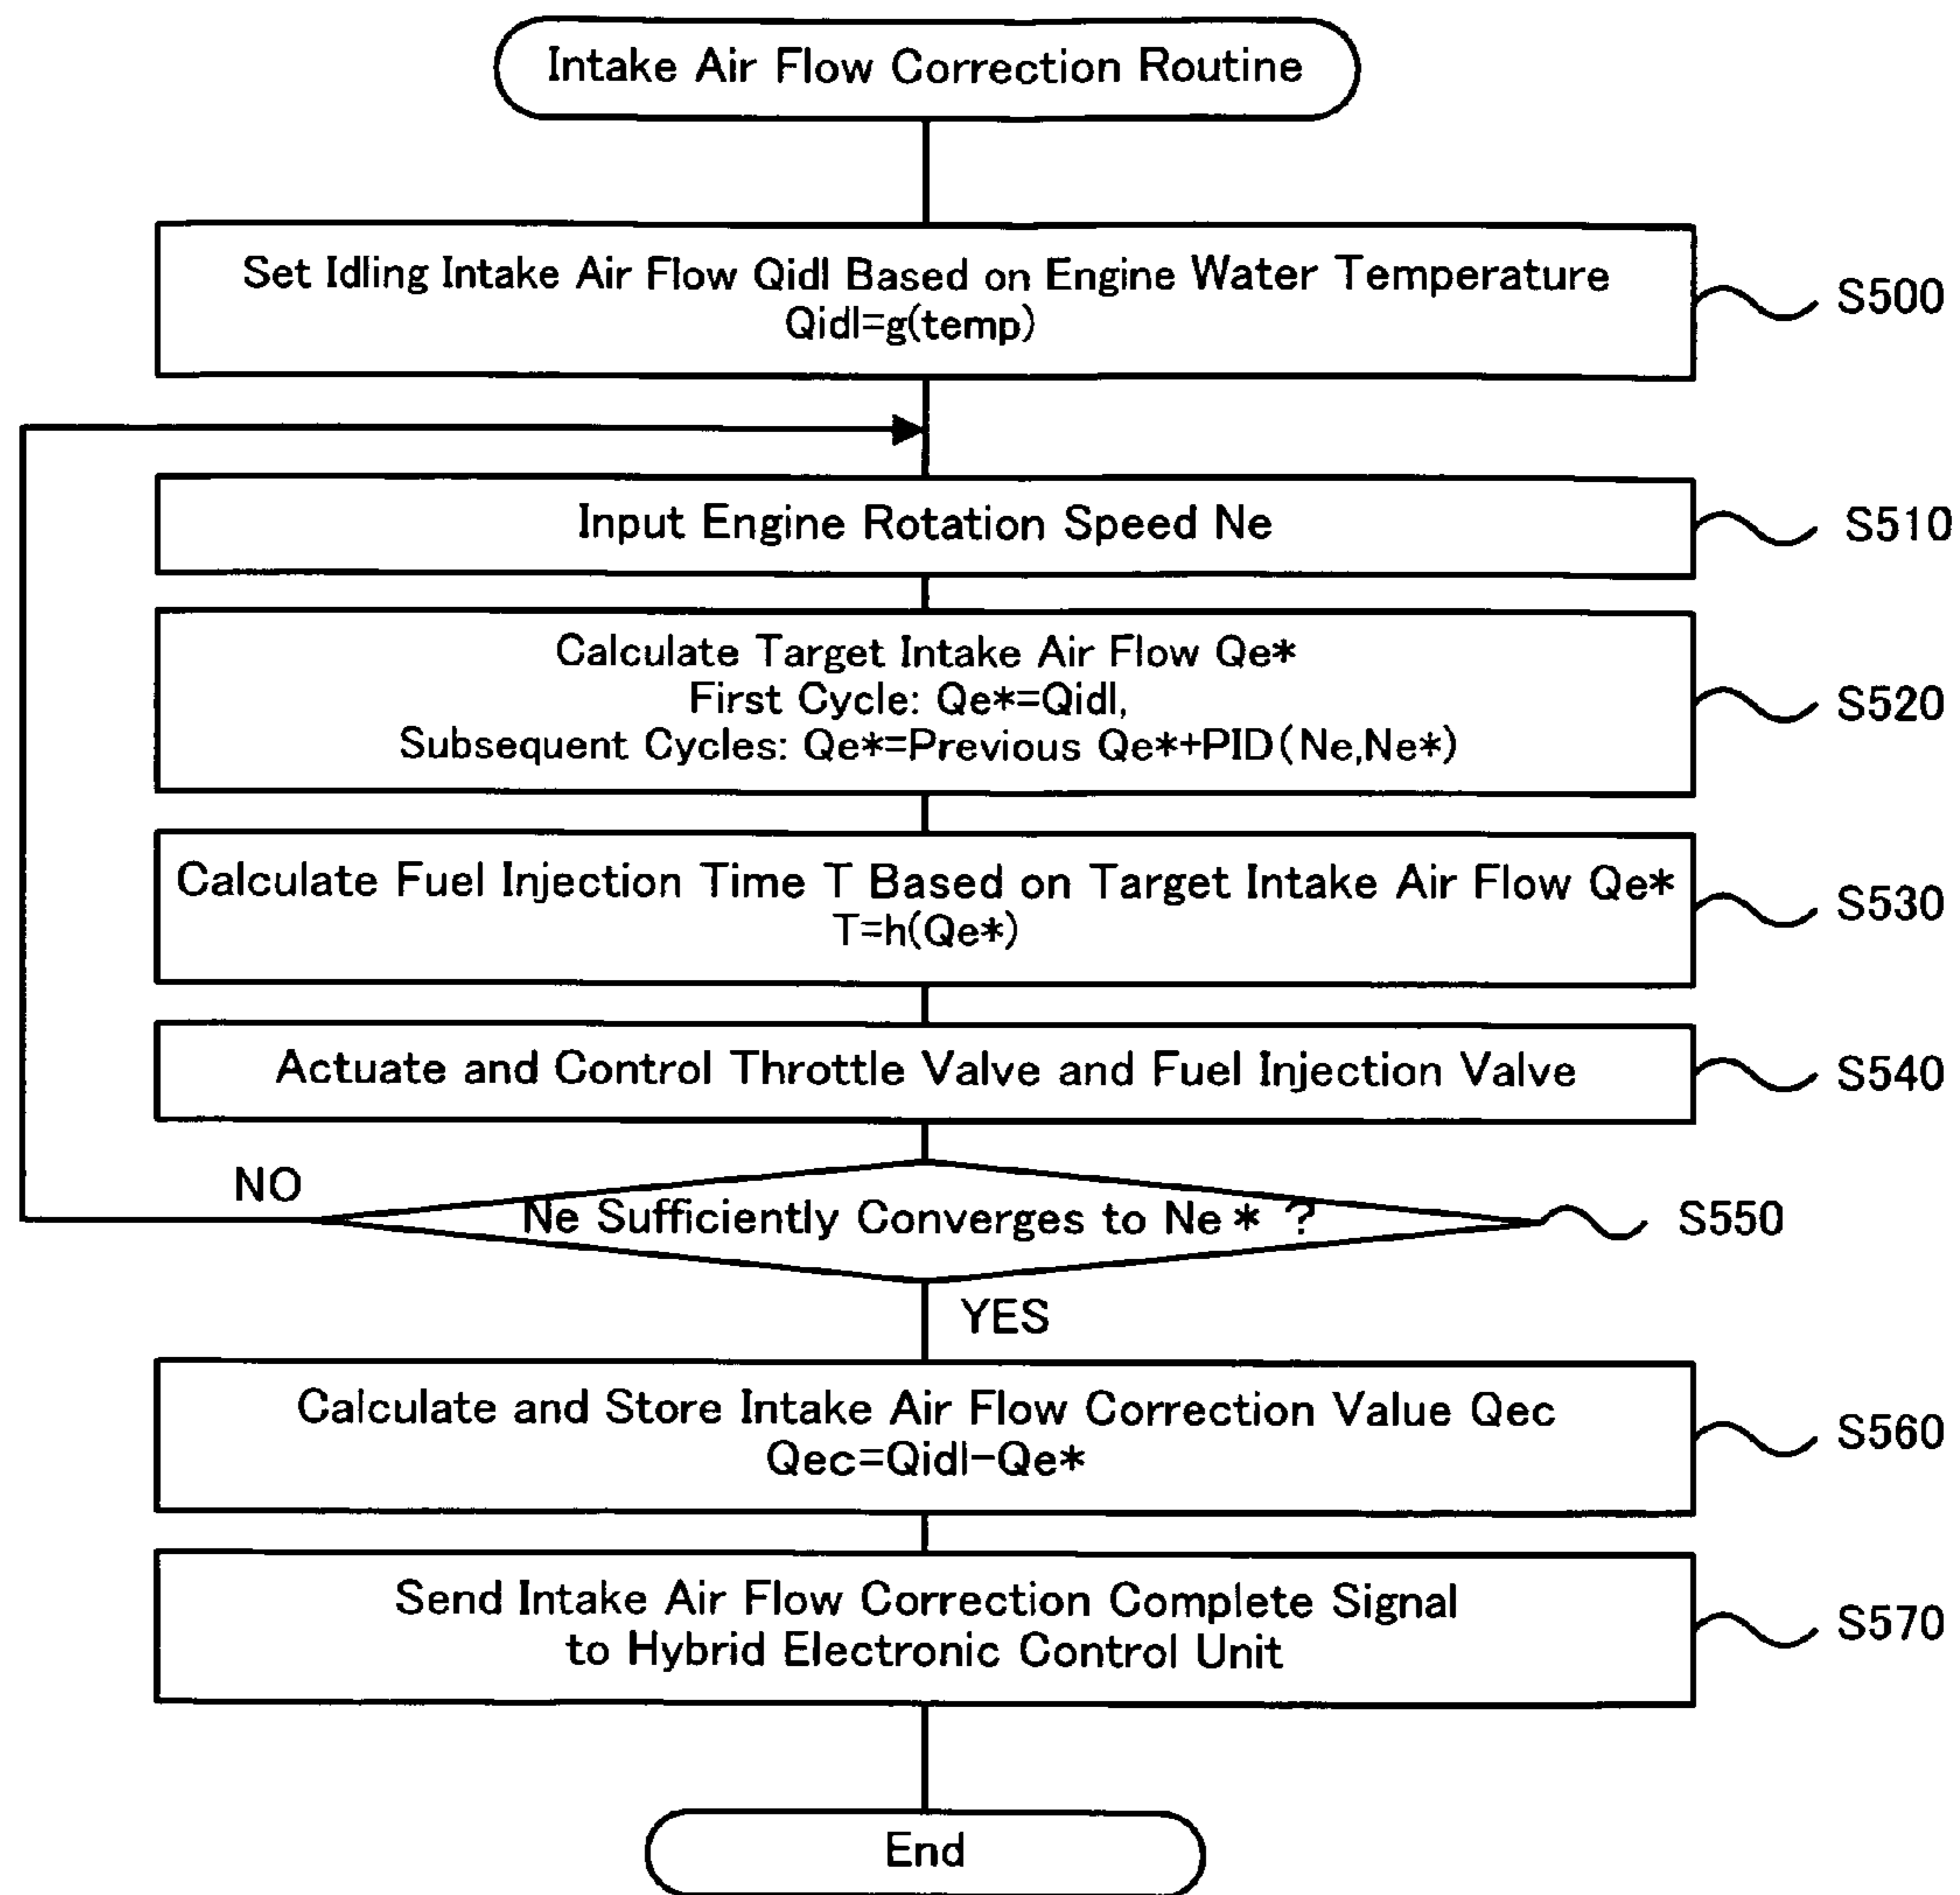 Intake Air Flow Correction Routine
Set Idling Intake Air Flow Qidl Based on Engine Water Temperature
Qidl=g(temp)
S500
Input Engine Rotation Speed Ne
S510
Calculate Target Intake Air Flow Qe*
First Cycle: Qe*=Qidl,
Subsequent Cycles: Qe*=Previous Qe*+PID(Ne,Ne*)
S520
Calculate Fuel Injection Time T Based on Target Intake Air Flow Qe*
T=h(Qe*)
S530
Actuate and Control Throttle Valve and Fuel Injection Valve
S540
NO
Ne Sufficiently Converges to Ne* ?
S550
YES
Calculate and Store Intake Air Flow Correction Value Qec
Qec=Qidl-Qe*
S560
Send Intake Air Flow Correction Complete Signal
to Hybrid Electronic Control Unit
S570
End